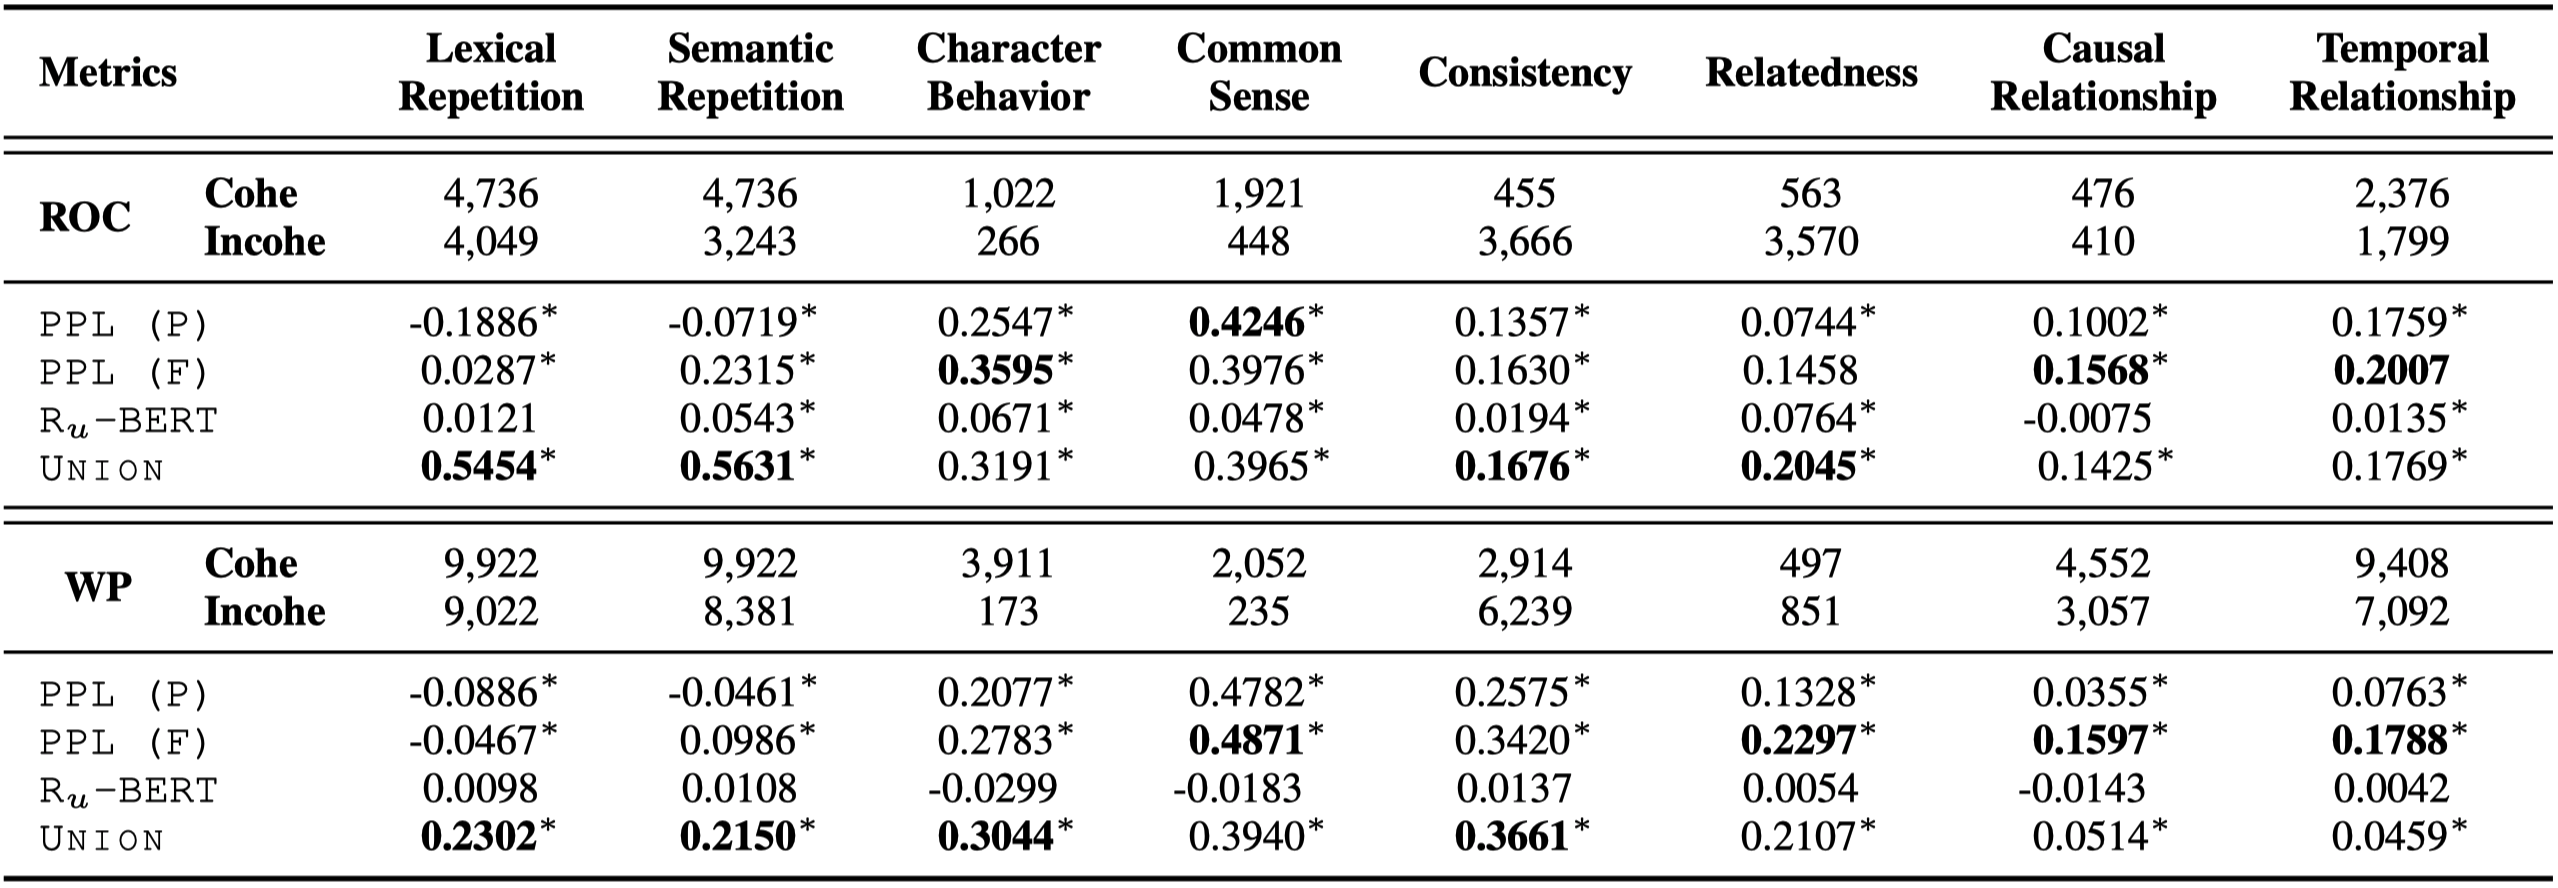 Metrics Lexical Repetition Semantic Repetition Character Behavior Common Sense Consistency Relatedness Causal Relationship Temporal Relationship
ROC Cohe 4,736 4,736 1,022 1,921 455 563 476 2,376
Incohe 4,049 3,243 266 448 3,666 3,570 410 1,799
PPL (P) -0.1886* -0.0719* 0.2547* 0.4246* 0.1357* 0.0744* 0.1002* 0.1759*
PPL (F) 0.0287* 0.2315* 0.3595* 0.3976* 0.1630* 0.1458 0.1568* 0.2007
Ru-BERT 0.0121 0.0543* 0.0671* 0.0478* 0.0194* 0.0764* -0.0075 0.0135*
UNION 0.5454* 0.5631* 0.3191* 0.3965* 0.1676* 0.2045* 0.1425* 0.1769*
WP Cohe 9,922 9,922 3,911 2,052 2,914 497 4,552 9,408
Incohe 9,022 8,381 173 235 6,239 851 3,057 7,092
PPL (P) -0.0886* -0.0461* 0.2077* 0.4782* 0.2575* 0.1328* 0.0355* 0.0763*
PPL (F) -0.0467* 0.0986* 0.2783* 0.4871* 0.3420* 0.2297* 0.1597* 0.1788*
Ru-BERT 0.0098 0.0108 -0.0299 -0.0183 0.0137 0.0054 -0.0143 0.0042
UNION 0.2302* 0.2150* 0.3044* 0.3940* 0.3661* 0.2107* 0.0514* 0.0459*